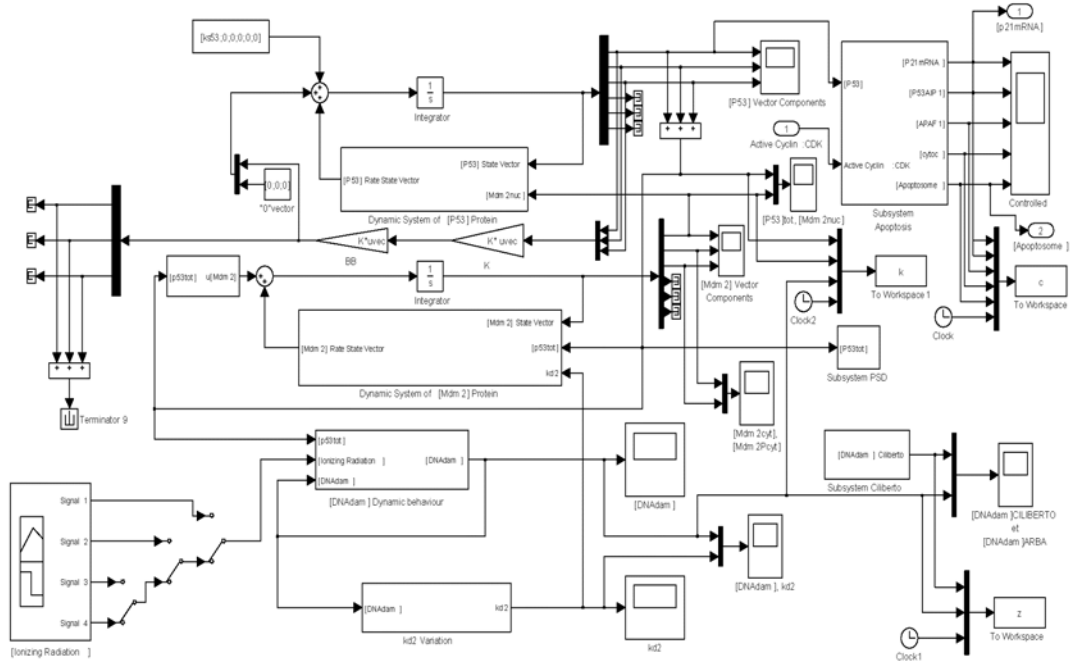 [ks53;0;0;0;0;0]
1
s
Integrator
[P53] State Vector
[P53] Rate State Vector
[Mdm 2nuc ]
Dynamic System of [P53] Protein
[0,0,0]
"0"vector
[P53] Vector Components
1
Active Cyclin :CDK
[P53]
Active Cyclin :CDK
[P21mRNA ]
[P53AIP 1]
[APAF 1]
[cytoc ]
[Apoptosome ]
Subsystem
Apoptosis
1
[p21mRNA ]
Controlled
2
[Apoptosome ]
[P53]tot, [Mdm 2nuc]
K*uvec
BB
K*uvec
K
[p53tot ]
u[Mdm 2]
1
s
Integrator
[Mdm 2] Vector
Components
[Mdm 2] State Vector
[Mdm 2] Rate State Vector
[p53tot ]
kd2
Dynamic System of [Mdm 2] Protein
Clock2
k
To Workspace 1
Clock
c
To Workspace
[P53tot ]
Subsystem PSD
Terminator 9
[Mdm 2cyt],
[Mdm 2Pcyt]
[p53tot ]
[Ionizing Radiation ]
[DNAdam ]
[DNAdam ]
[DNAdam ] Dynamic behaviour
[DNAdam ]
[DNAdam ] Ciliberto
Subsystem Ciliberto
[DNAdam ]CILIBERTO
et
[DNAdam ]ARBA
Signal 1
Signal 2
Signal 3
Signal 4
[Ionizing Radiation ]
[DNAdam ], kd2
[DNAdam ]
kd2
kd2 Variation
kd2
Clock1
z
To Workspace